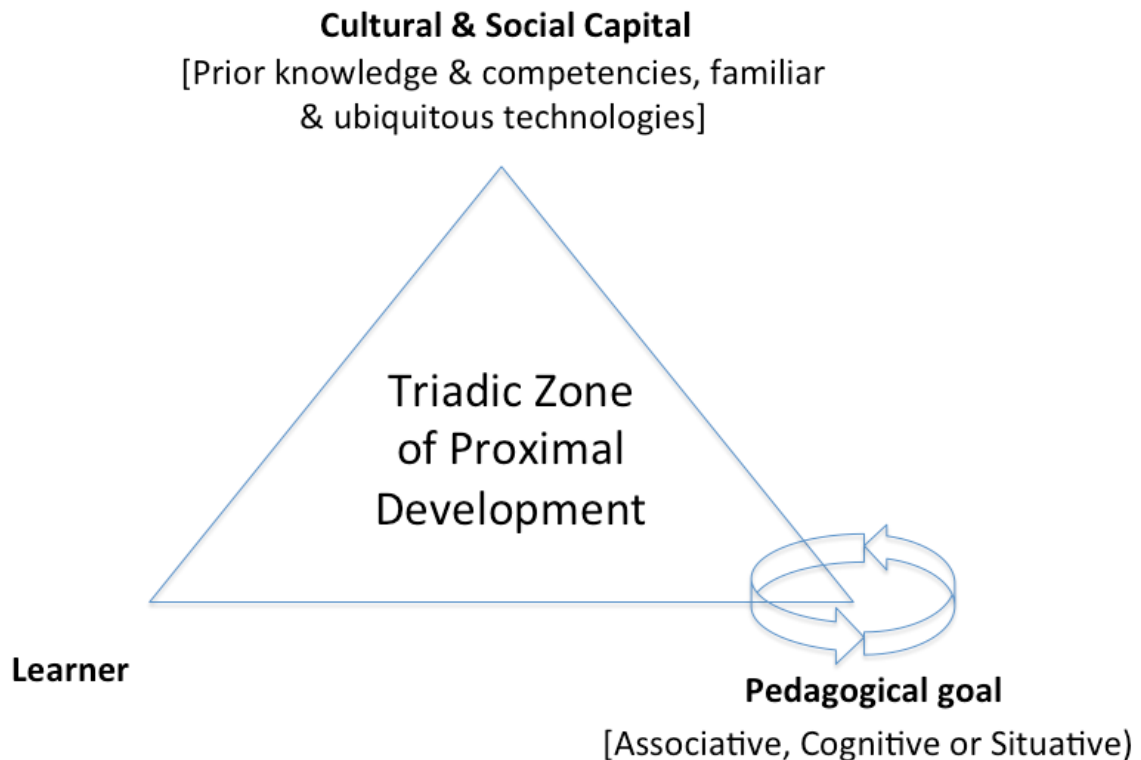 Cultural & Social Capital
[Prior knowledge & competencies, familiar
& ubiquitous technologies]
Triadic Zone
of Proximal
Development
Learner
Pedagogical goal
[Associative, Cognitive or Situative)